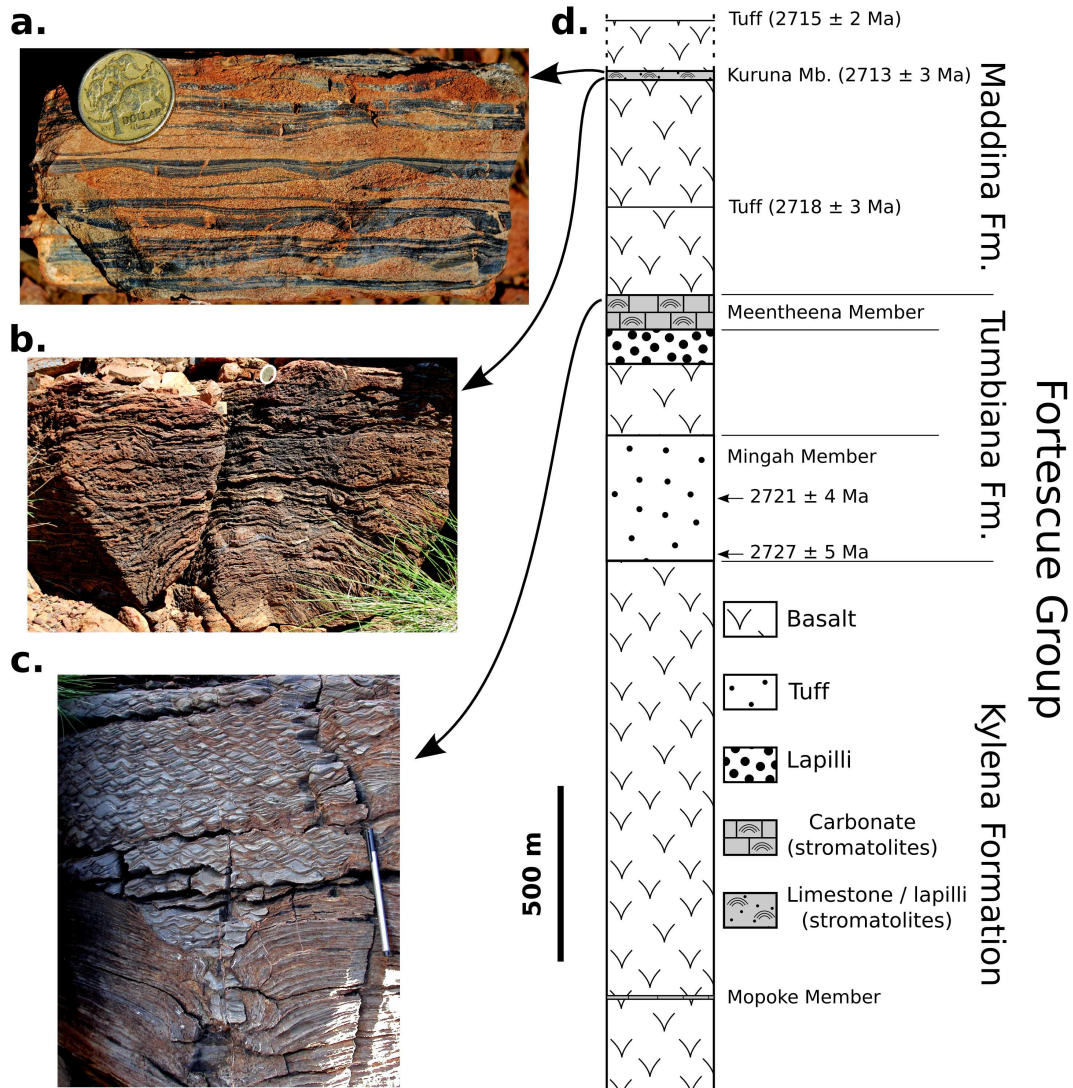 a.
DOLLAR
b.
c.
d.
Tuff (2715 ± 2 Ma)
Kuruna Mb. (2713 ± 3 Ma)
Tuff (2718 ± 3 Ma)
Maddina Fm.
Meentheena Member
Mingah Member
2721 ± 4 Ma
2727 ± 5 Ma
Tumbiana Fm.
Fortescue Group
Basalt
Tuff
Lapilli
Carbonate
(stromatolites)
Limestone / lapilli
(stromatolites)
Kylena Formation
500 m
Mopoke Member